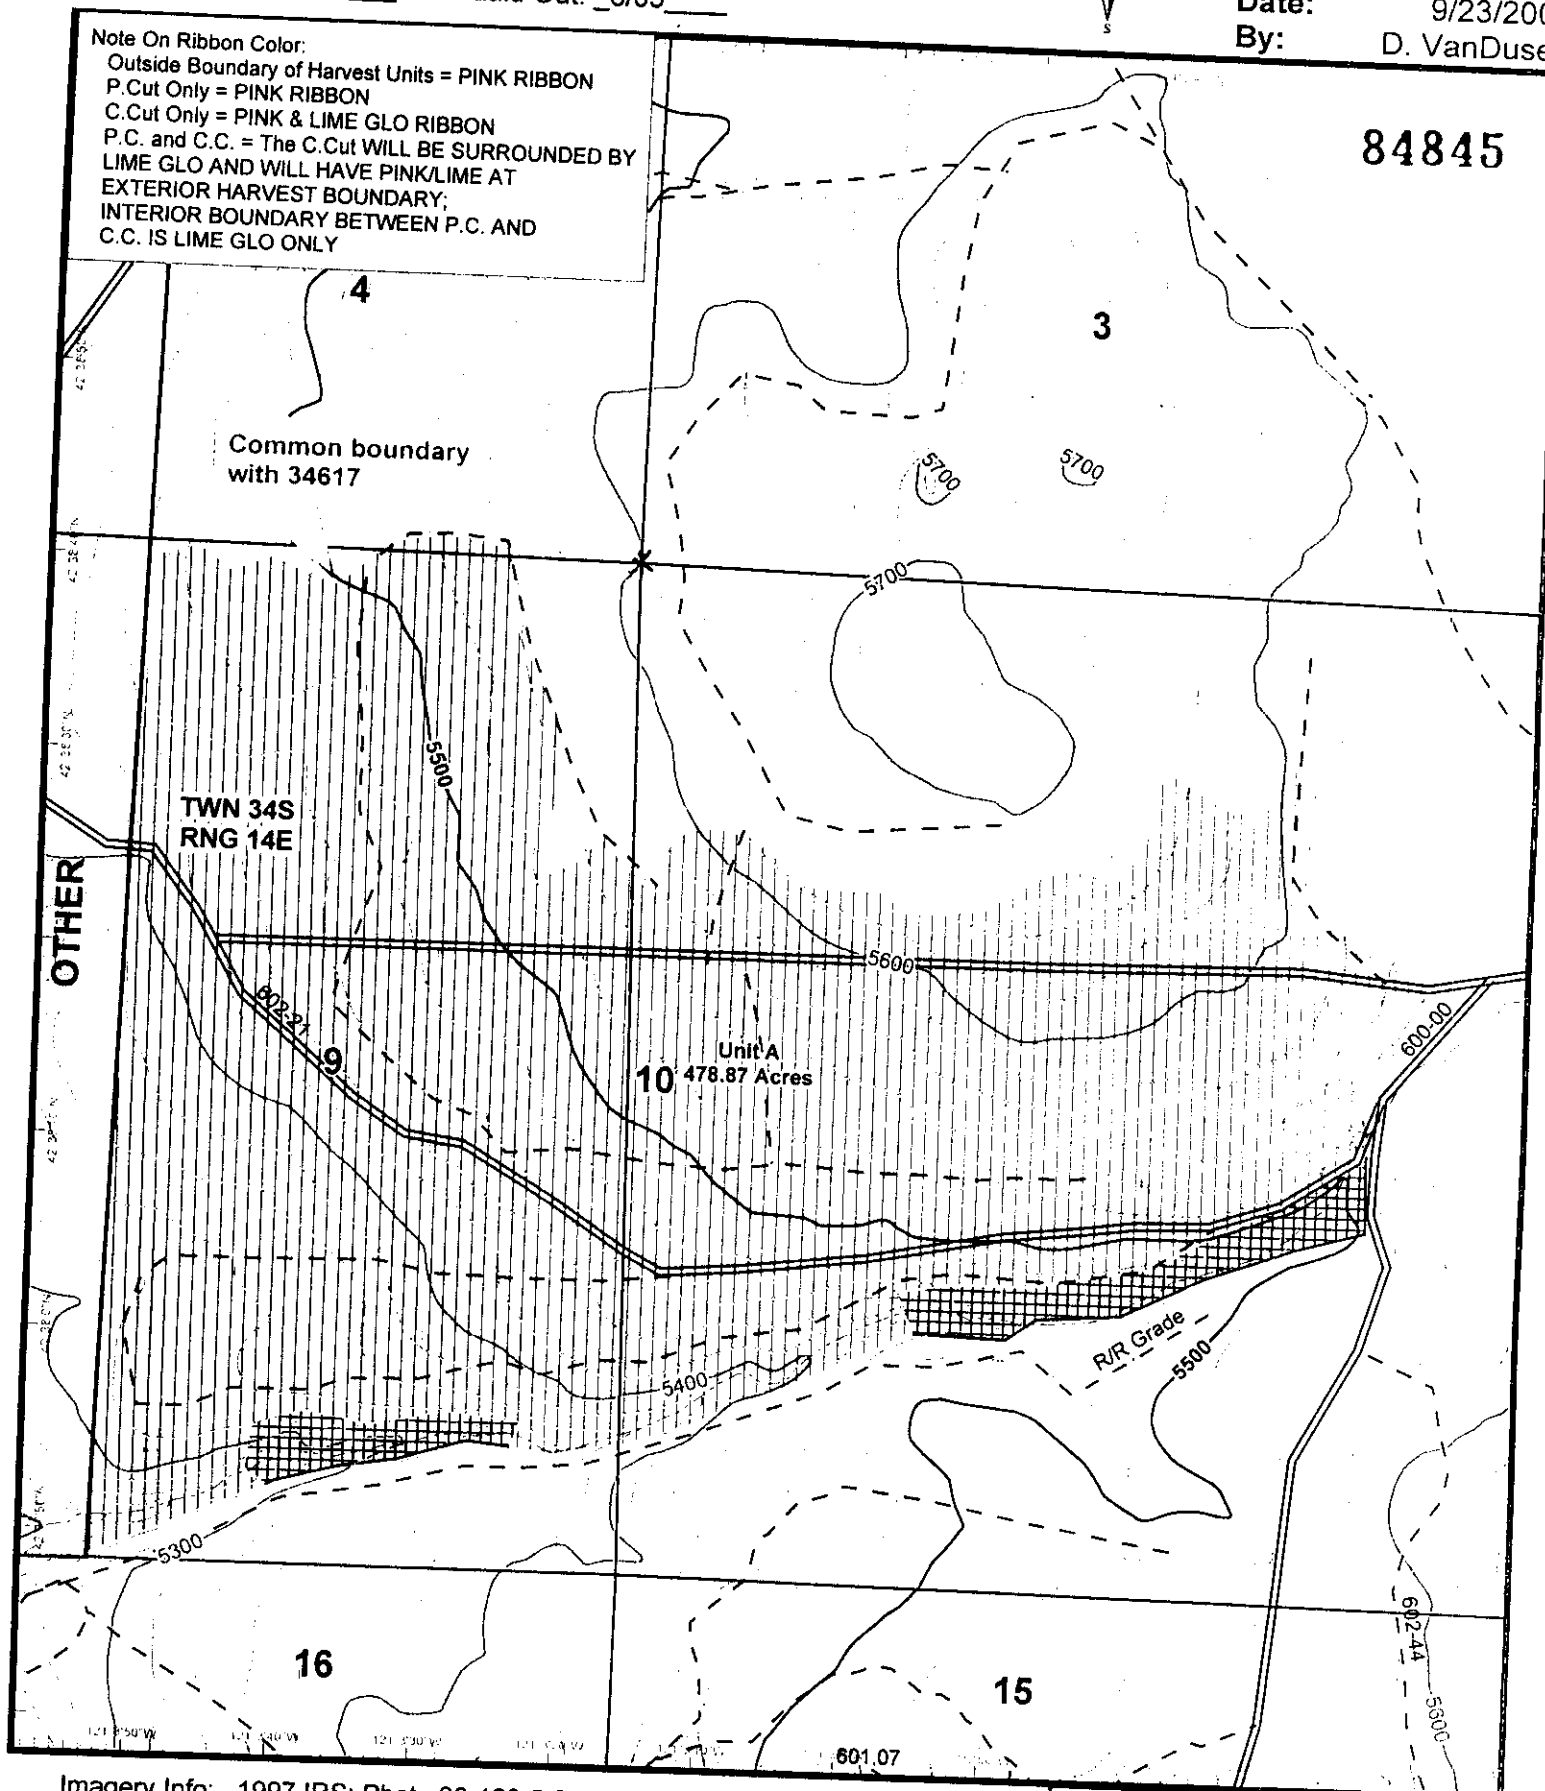 Date: 9/23/200
By: D. VanDuse
Note On Ribbon Color:
Outside Boundary of Harvest Units = PINK RIBBON
P.Cut Only = PINK RIBBON
C.Cut Only = PINK & LIME GLO RIBBON
P.C. and C.C. = The C.Cut WILL BE SURROUNDED BY
LIME GLO AND WILL HAVE PINK/LIME AT
EXTERIOR HARVEST BOUNDARY;
INTERIOR BOUNDARY BETWEEN P.C. AND
C.C. IS LIME GLO ONLY
S
84845
4
3
Common boundary
with 34617
5700
5700
5700
5500
TWN 34S
RNG 14E
OTHER
5600
602-21
9
Unit A
10
478.87 Acres
600-00
R/R Grade
5500
5400
5300
16
15
602-44
5600
601.07
Imagery Info: